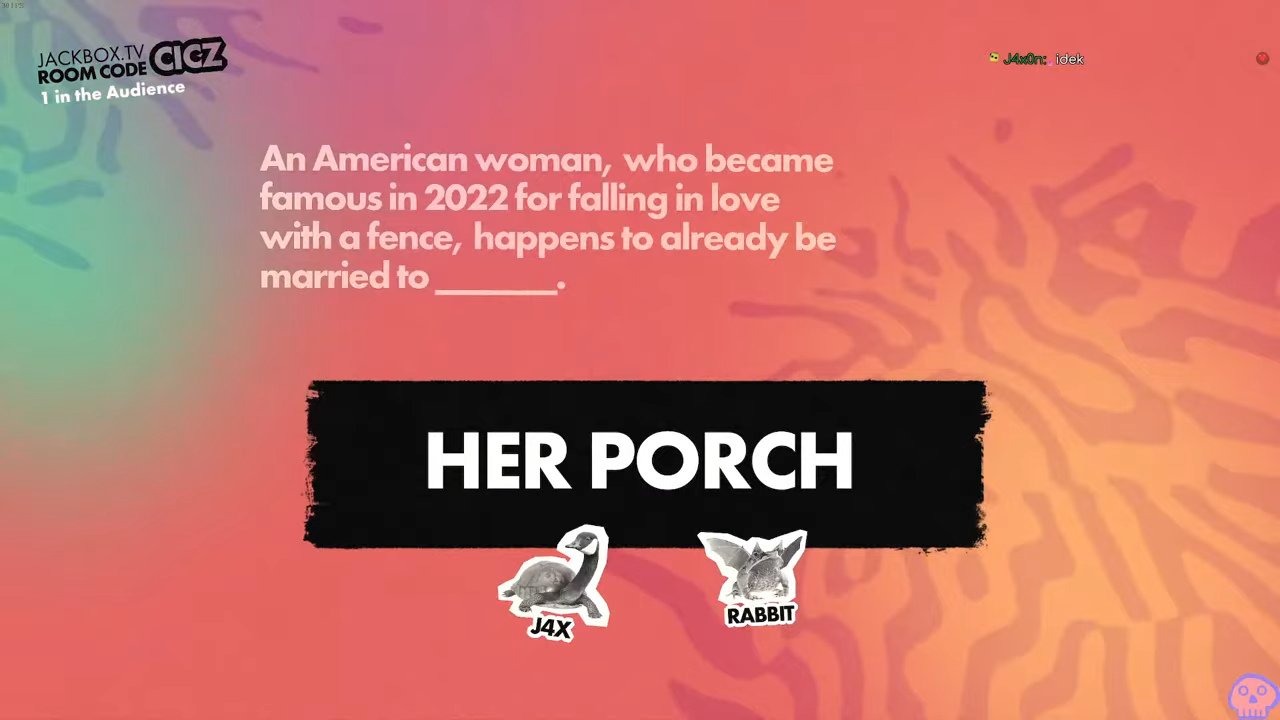 JACKBOX.TV
ROOM CODE CIGZ
1 in the Audience
J4x0n: idek
An American woman, who became
famous in 2022 for falling in love
with a fence, happens to already be
married to ________.
HER PORCH
J4X
RABBIT